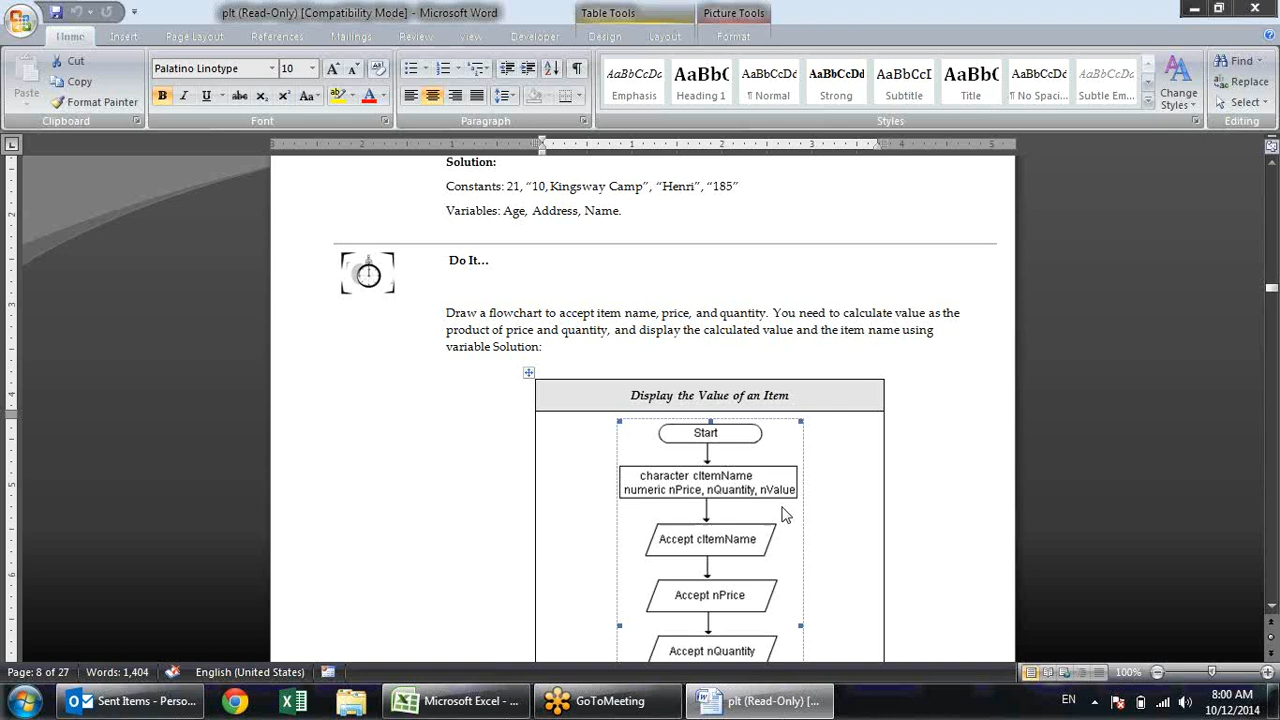 plt (Read-Only) [Compatibility Mode] - Microsoft Word
Table Tools
Picture Tools
Home
Insert
Page Layout
References
Mailings
Review
View
Developer
Design
Layout
Format
Paste
Cut
Copy
Format Painter
Clipboard
Palatino Linotype
10
Font
Paragraph
AaBbCcDc
Emphasis
AaBbC
Heading 1
AaBbCcDc
¶ Normal
AaBbCcDd
Strong
AaBbCcI
Subtitle
AaBbC
Title
AaBbCcDc
¶ No Spaci...
AaBbCcDc
Subtle Em...
Change
Styles
Styles
Find
Replace
Select
Editing
Solution:
Constants: 21, “10, Kingsway Camp”, “Henri”, “185”
Variables: Age, Address, Name.
Do It…
Draw a flowchart to accept item name, price, and quantity. You need to calculate value as the
product of price and quantity, and display the calculated value and the item name using
variable Solution:
Display the Value of an Item
Start
character cItemName
numeric nPrice, nQuantity, nValue
Accept cItemName
Accept nPrice
Accept nQuantity
Page: 8 of 27
Words: 1,404
English (United States)
100%
Sent Items - Perso...
Microsoft Excel - ...
GoToMeeting
plt (Read-Only) [...
EN
8:00 AM
10/12/2014